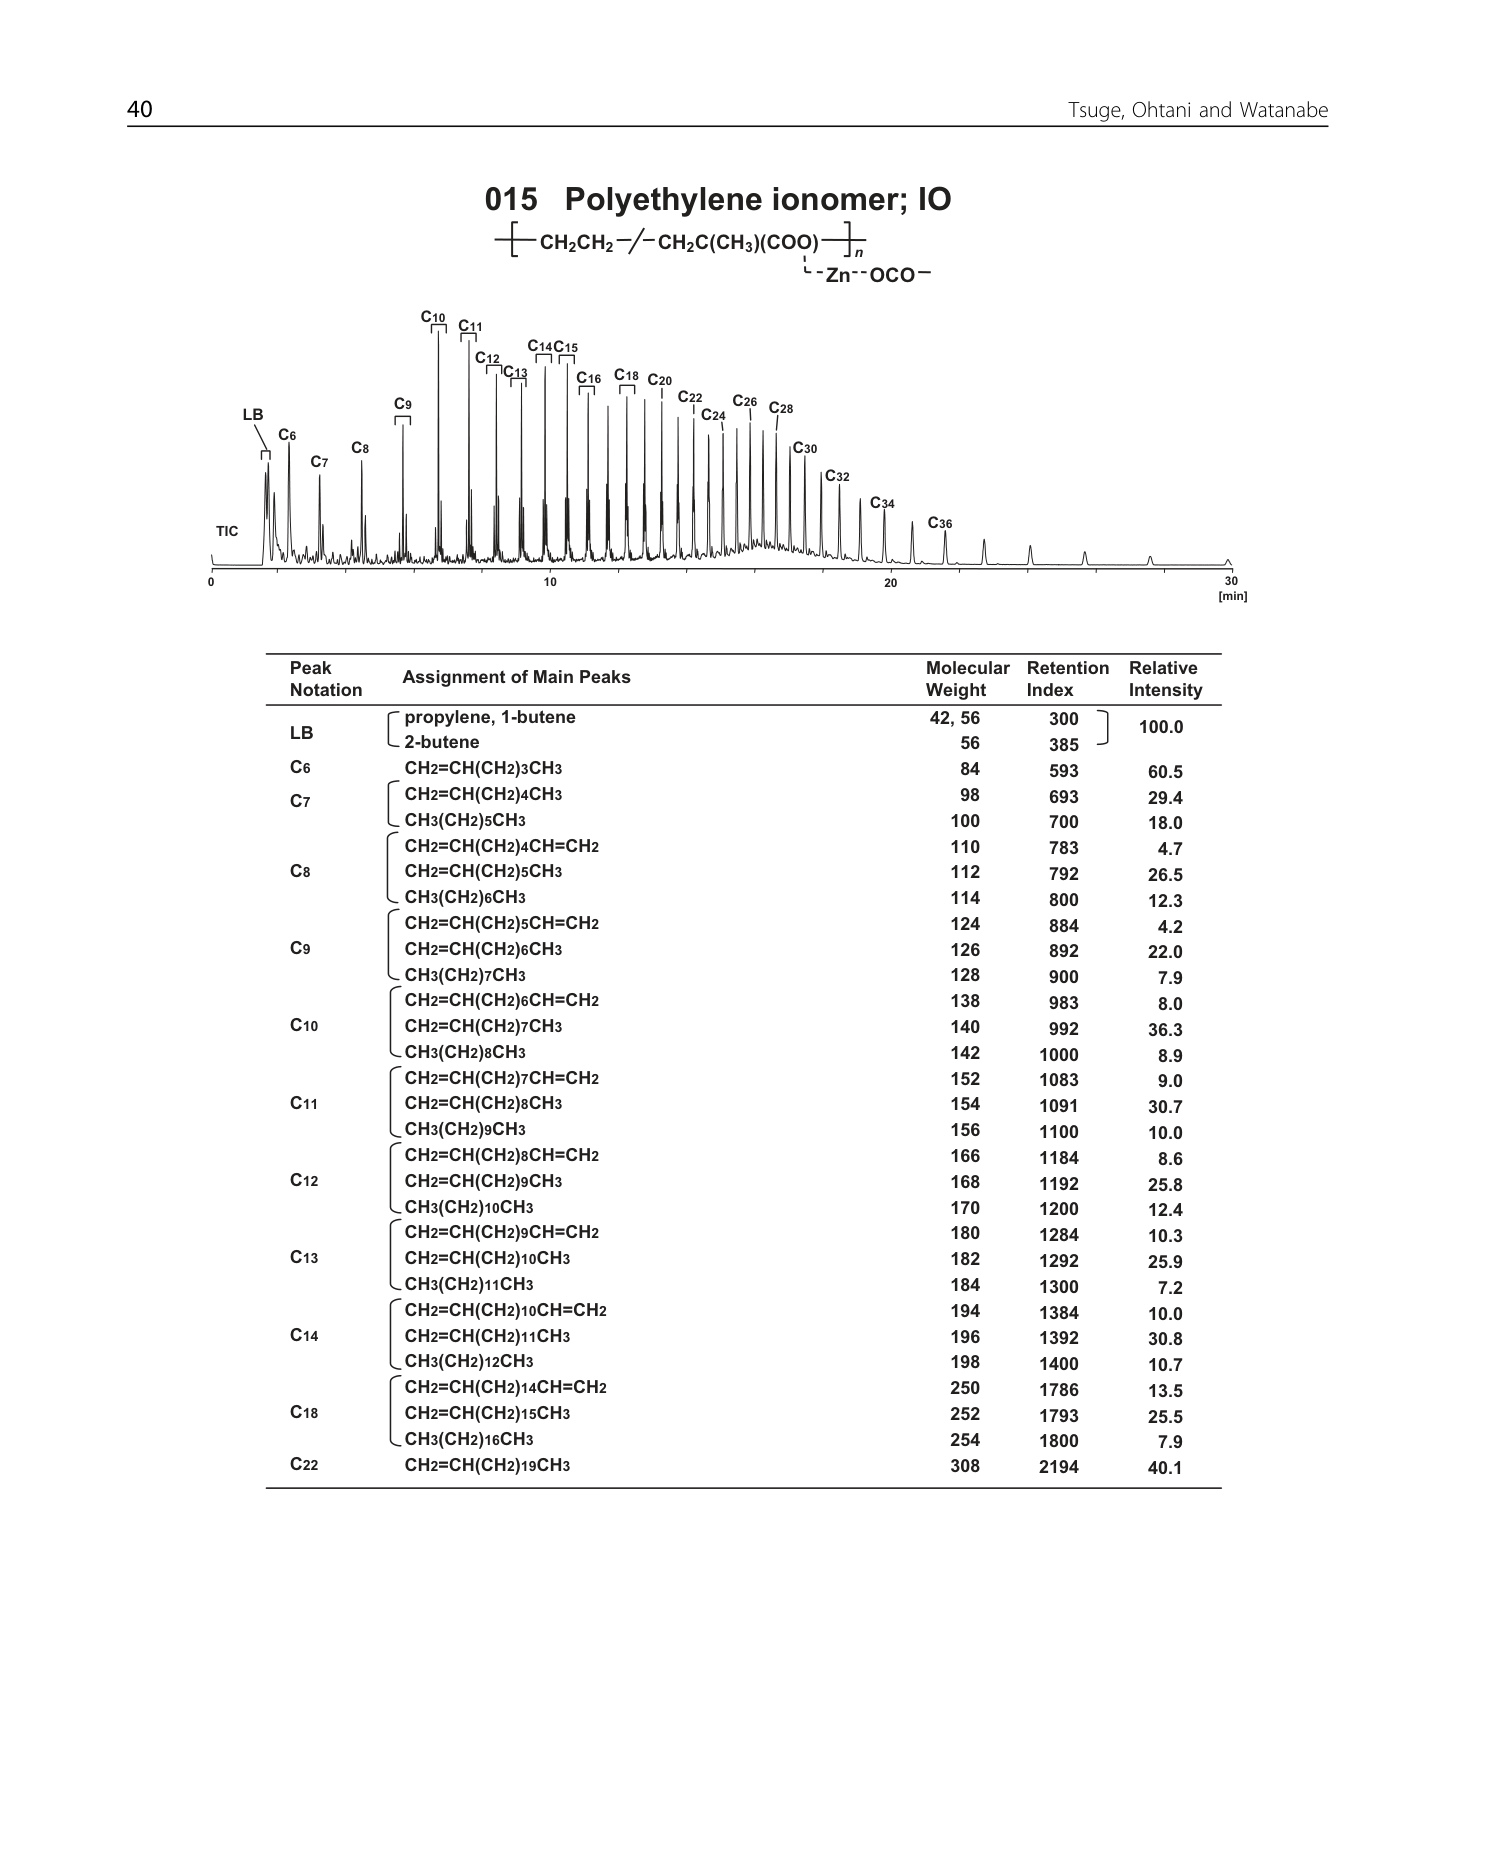 40 Tsuge, Ohtani and Watanabe
015 Polyethylene ionomer; IO
CH2CH2 CH2C(CH3)(COO) n
Zn OCO
C10
C11
C14 C15
C12
C13
C16 C18 C20
C22
C26
C28
C24
C9
LB
C6
C8
C7
C30
C32
C34
C36
TIC
0 10 20 30
[min]
Peak Notation Assignment of Main Peaks Molecular Weight Retention Index Relative Intensity
LB propylene, 1-butene 42, 56 300 100.0
2-butene 56 385
C6 CH2=CH(CH2)3CH3 84 593 60.5
C7 CH2=CH(CH2)4CH3 98 693 29.4
CH3(CH2)5CH3 100 700 18.0
CH2=CH(CH2)4CH=CH2 110 783 4.7
C8 CH2=CH(CH2)5CH3 112 792 26.5
CH3(CH2)6CH3 114 800 12.3
CH2=CH(CH2)5CH=CH2 124 884 4.2
C9 CH2=CH(CH2)6CH3 126 892 22.0
CH3(CH2)7CH3 128 900 7.9
CH2=CH(CH2)6CH=CH2 138 983 8.0
C10 CH2=CH(CH2)7CH3 140 992 36.3
CH3(CH2)8CH3 142 1000 8.9
CH2=CH(CH2)7CH=CH2 152 1083 9.0
C11 CH2=CH(CH2)8CH3 154 1091 30.7
CH3(CH2)9CH3 156 1100 10.0
CH2=CH(CH2)8CH=CH2 166 1184 8.6
C12 CH2=CH(CH2)9CH3 168 1192 25.8
CH3(CH2)10CH3 170 1200 12.4
CH2=CH(CH2)9CH=CH2 180 1284 10.3
C13 CH2=CH(CH2)10CH3 182 1292 25.9
CH3(CH2)11CH3 184 1300 7.2
CH2=CH(CH2)10CH=CH2 194 1384 10.0
C14 CH2=CH(CH2)11CH3 196 1392 30.8
CH3(CH2)12CH3 198 1400 10.7
CH2=CH(CH2)14CH=CH2 250 1786 13.5
C18 CH2=CH(CH2)15CH3 252 1793 25.5
CH3(CH2)16CH3 254 1800 7.9
C22 CH2=CH(CH2)19CH3 308 2194 40.1